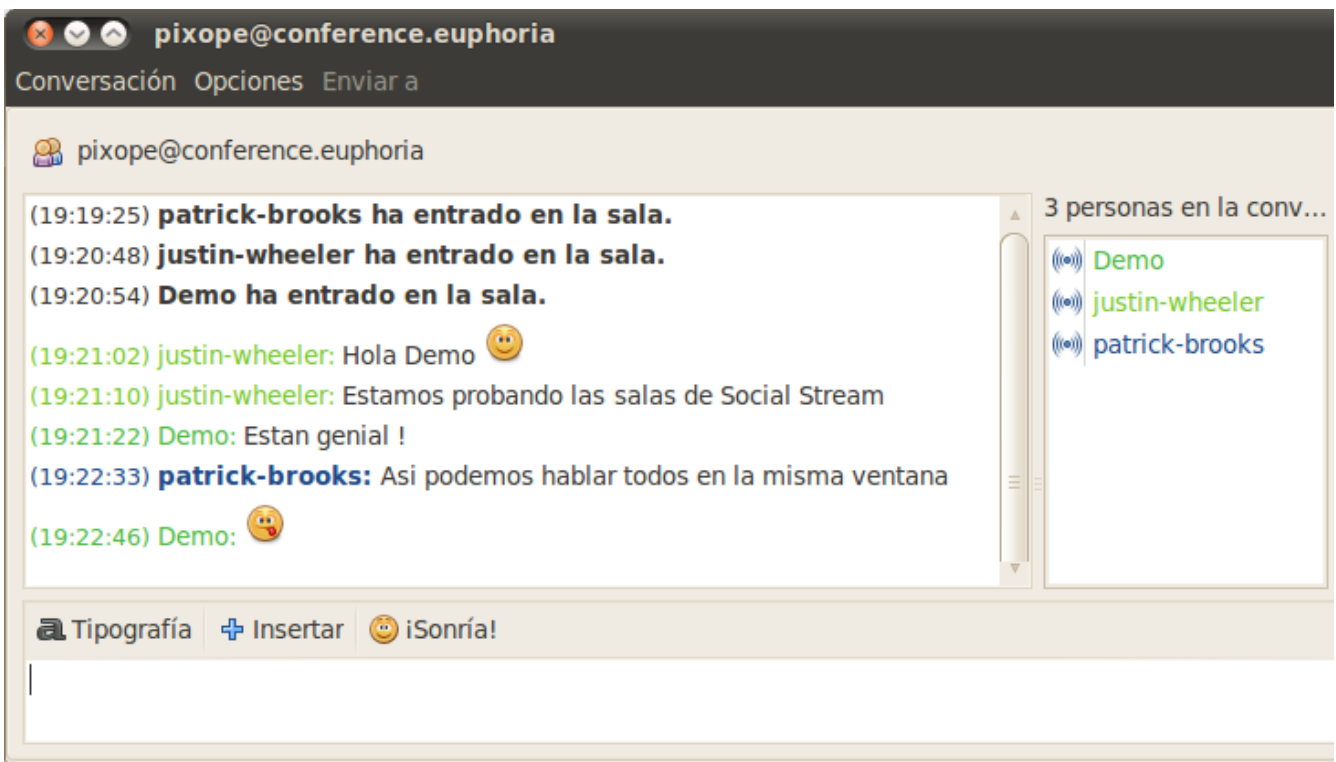 pixope@conference.euphoria
Conversación Opciones Enviar a
pixope@conference.euphoria
(19:19:25) patrick-brooks ha entrado en la sala.
(19:20:48) justin-wheeler ha entrado en la sala.
(19:20:54) Demo ha entrado en la sala.
(19:21:02) justin-wheeler: Hola Demo
(19:21:10) justin-wheeler: Estamos probando las salas de Social Stream
(19:21:22) Demo: Estan genial !
(19:22:33) patrick-brooks: Asi podemos hablar todos en la misma ventana
(19:22:46) Demo:
3 personas en la conv...
Demo
justin-wheeler
patrick-brooks
a Tipografía Insertar ¡Sonría!